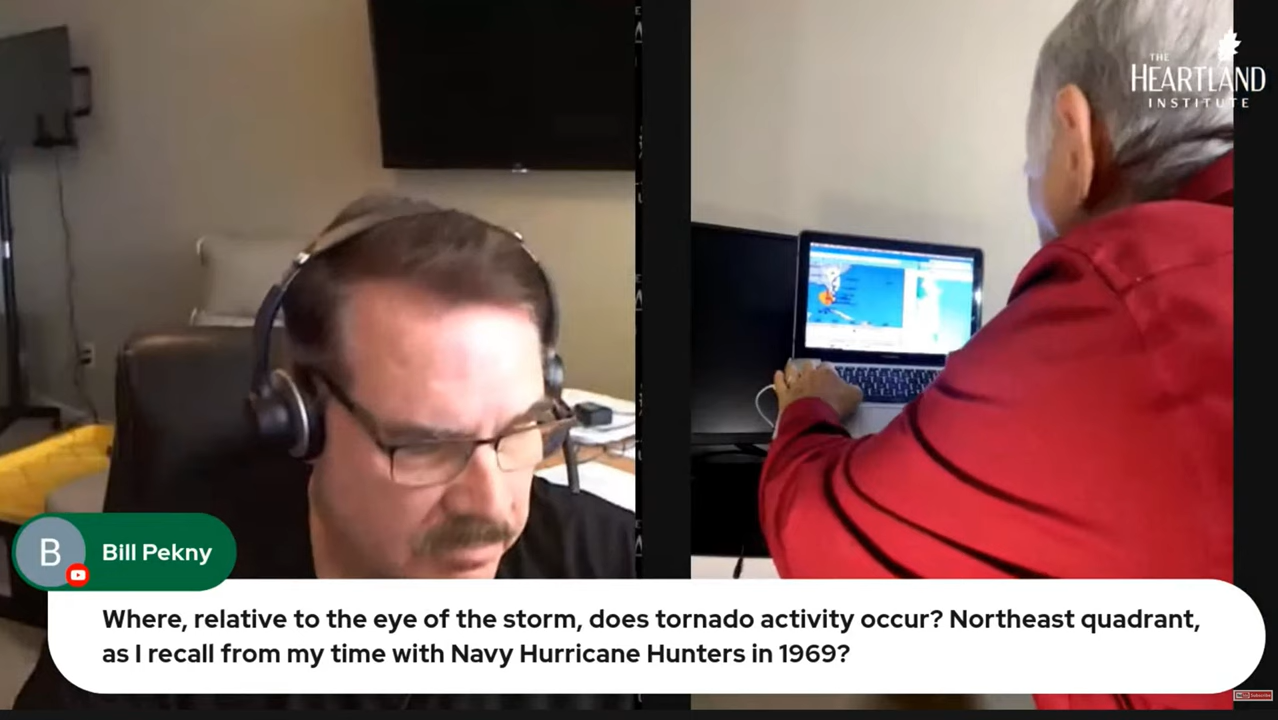 THE
HEARTLAND
INSTITUTE
B
Bill Pekny
Where, relative to the eye of the storm, does tornado activity occur? Northeast quadrant,
as I recall from my time with Navy Hurricane Hunters in 1969?
Subscribe